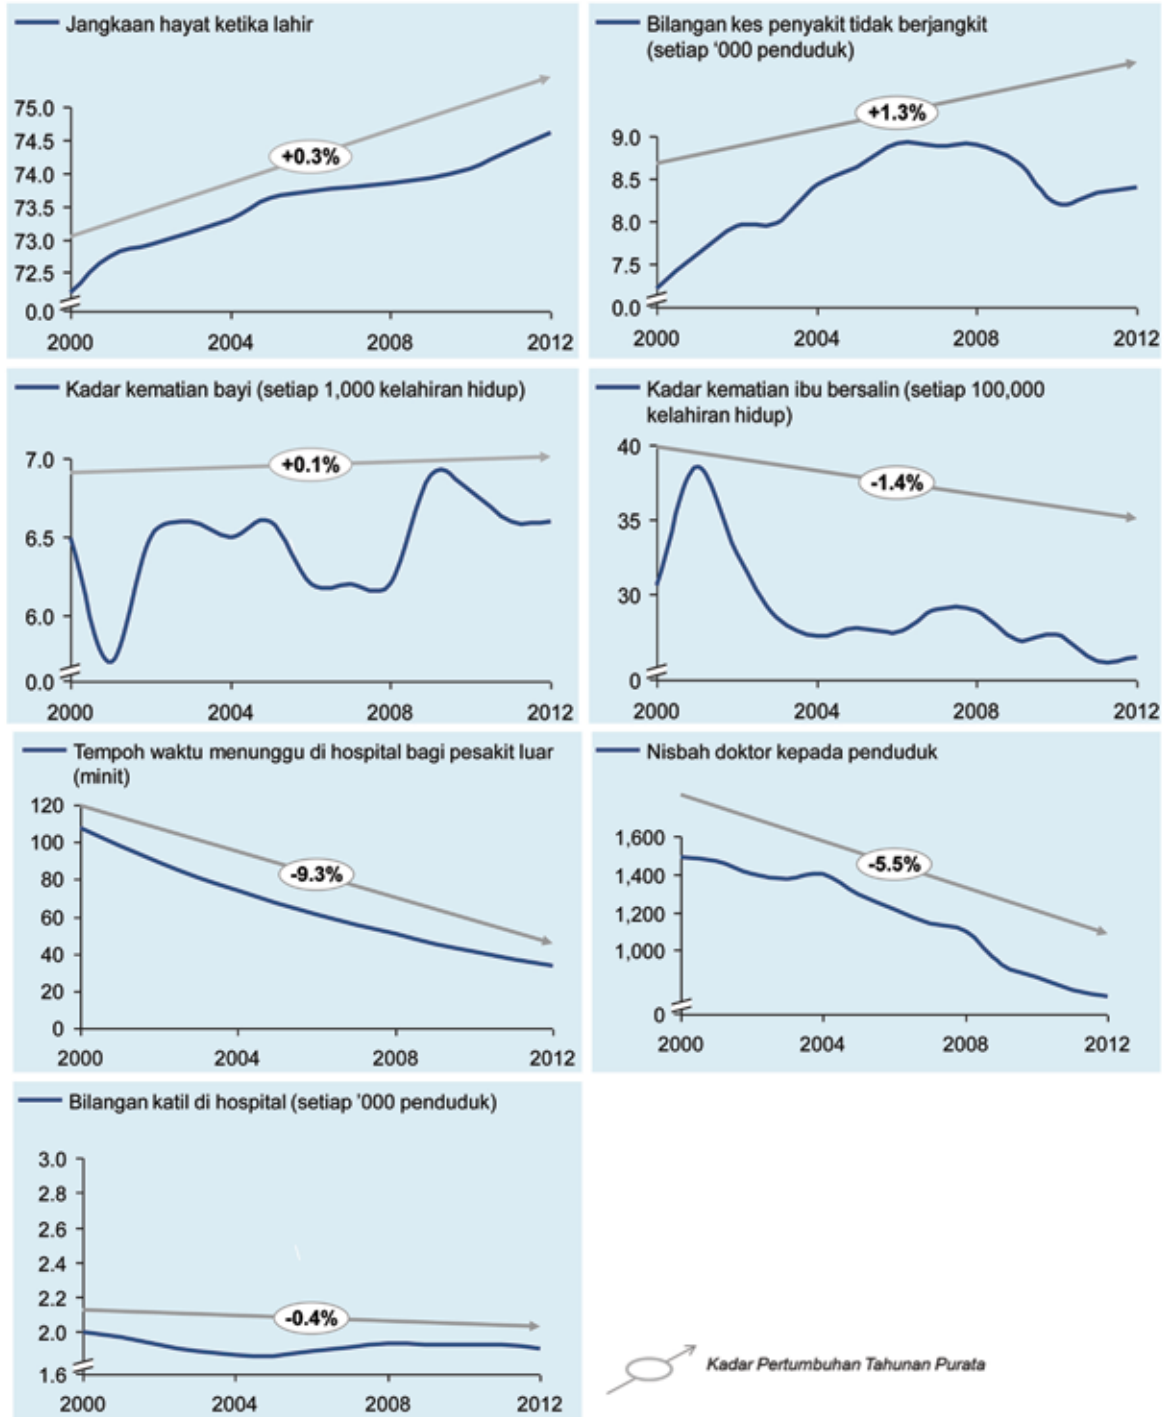 Jangkaan hayat ketika lahir
75.0
74.5
74.0
73.5
73.0
72.5
0.0
+0.3%
2000 2004 2008 2012
Bilangan kes penyakit tidak berjangkit
(setiap '000 penduduk)
9.0
8.5
8.0
7.5
0.0
+1.3%
2000 2004 2008 2012
Kadar kematian bayi (setiap 1,000 kelahiran hidup)
7.0
6.5
6.0
0.0
+0.1%
2000 2004 2008 2012
Kadar kematian ibu bersalin (setiap 100,000
kelahiran hidup)
40
35
30
0
-1.4%
2000 2004 2008 2012
Tempoh waktu menunggu di hospital bagi pesakit luar
(minit)
120
100
80
60
40
20
0
-9.3%
2000 2004 2008 2012
Nisbah doktor kepada penduduk
1,600
1,400
1,200
1,000
0
-5.5%
2000 2004 2008 2012
Bilangan katil di hospital (setiap '000 penduduk)
3.0
2.8
2.6
2.4
2.2
2.0
1.6
-0.4%
2000 2004 2008 2012
Kadar Pertumbuhan Tahunan Purata